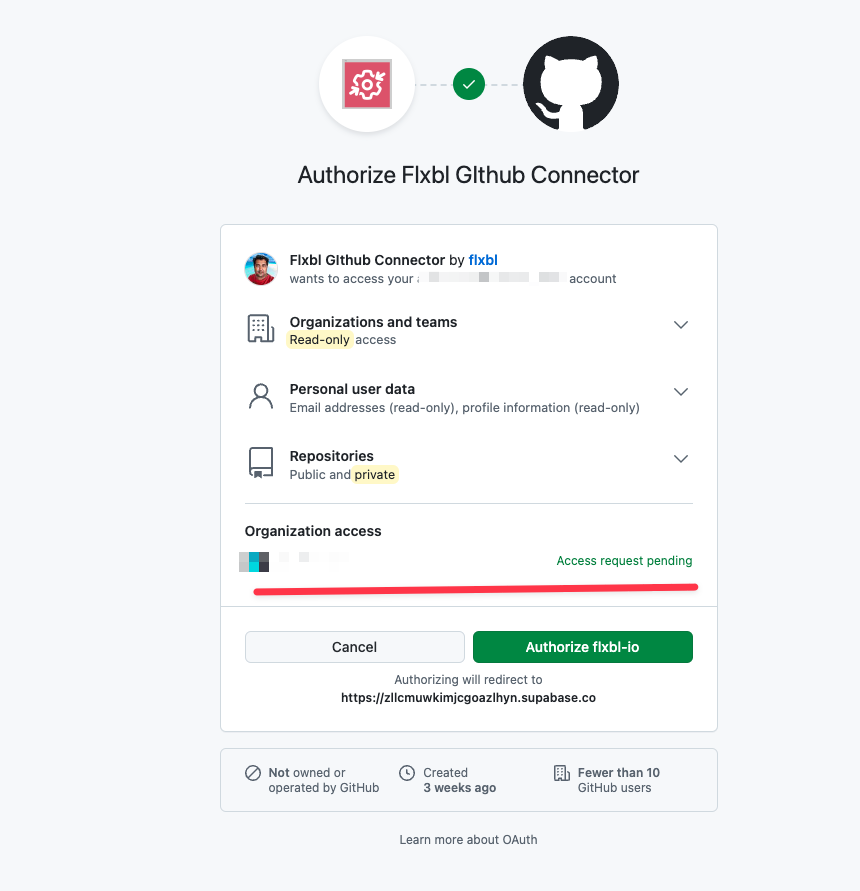 Authorize Flxbl GIthub Connector
Flxbl GIthub Connector by flxbl
wants to access your account
Organizations and teams
Read-only access
Personal user data
Email addresses (read-only), profile information (read-only)
Repositories
Public and private
Organization access
Access request pending
Cancel
Authorize flxbl-io
Authorizing will redirect to
https://zllcmuwkimjcgoazlhyn.supabase.co
Not owned or
operated by GitHub
Created
3 weeks ago
Fewer than 10
GitHub users
Learn more about OAuth